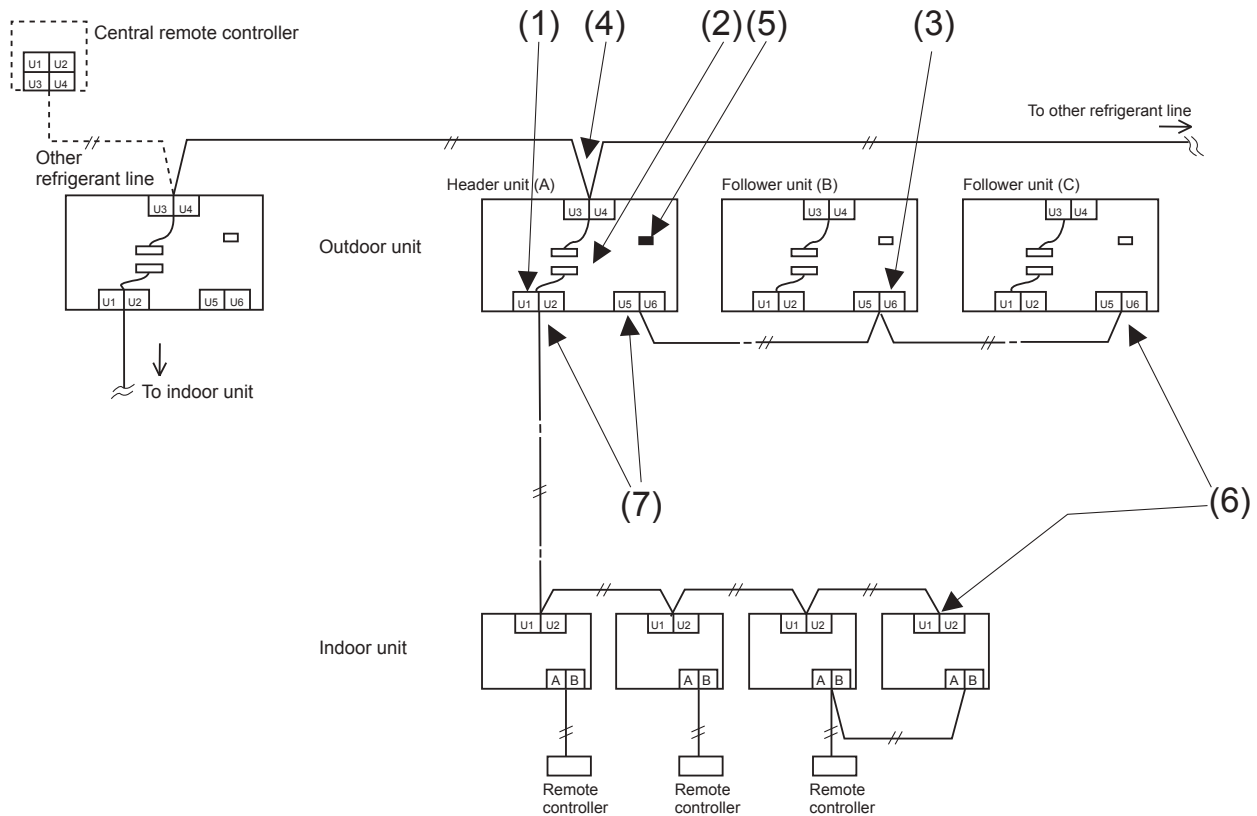 (1) (4) (2) (5) (3)
Central remote controller
U1 U2
U3 U4
To other refrigerant line
Other
refrigerant line
Header unit (A)
Follower unit (B)
Follower unit (C)
U3 U4
U3 U4
U3 U4
U3 U4
Outdoor unit
U1 U2 U5 U6
U1 U2 U5 U6
U1 U2 U5 U6
U1 U2 U5 U6
To indoor unit
(7)
(6)
U1 U2
U1 U2
U1 U2
U1 U2
Indoor unit
A B
A B
A B
A B
Remote
controller
Remote
controller
Remote
controller